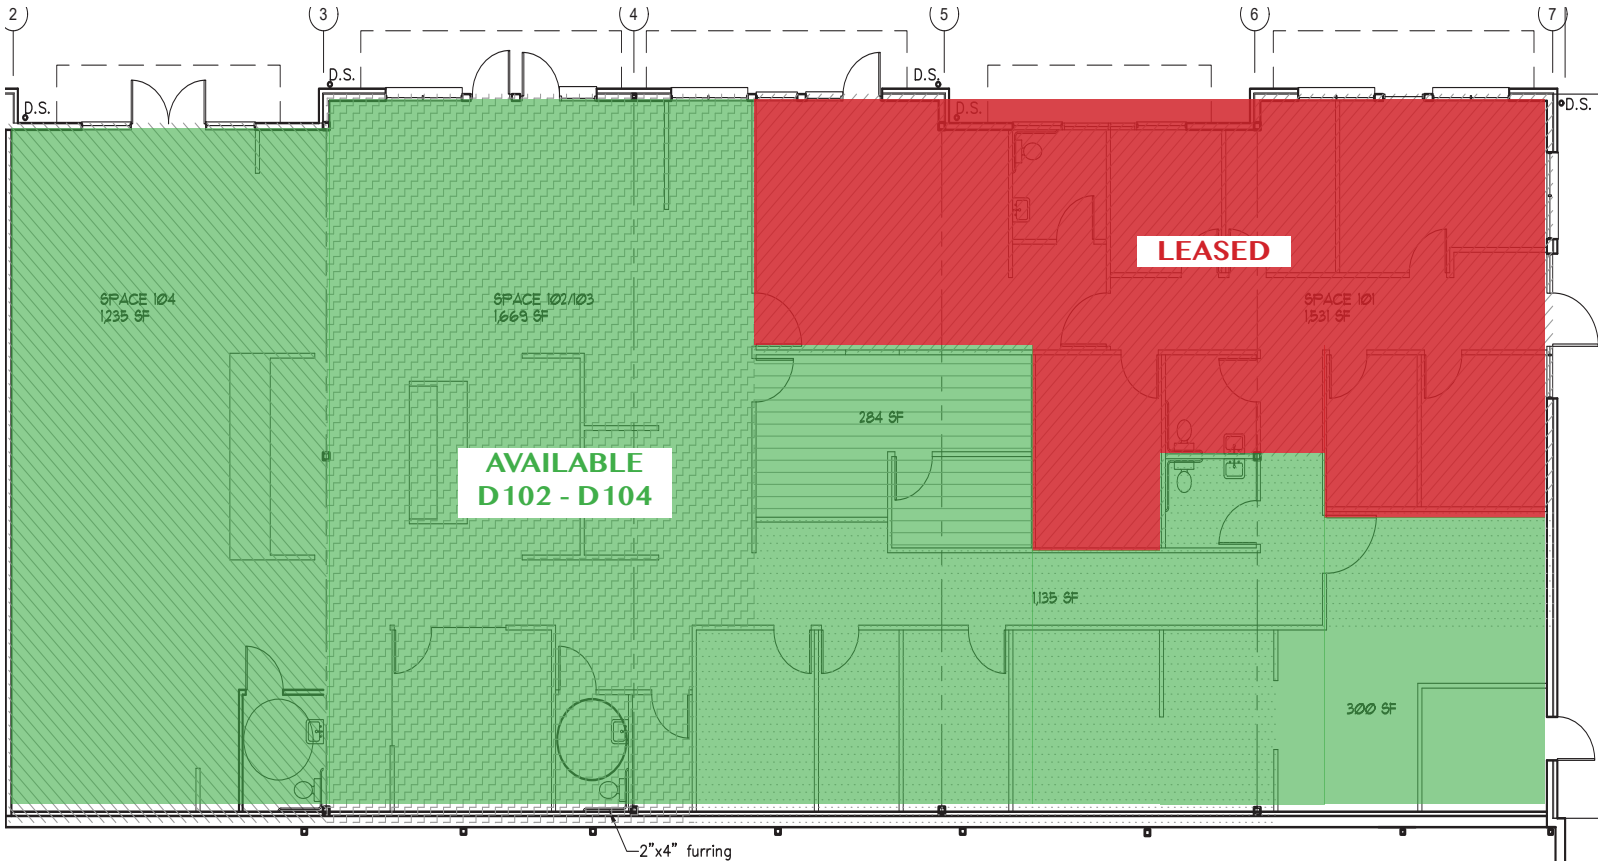 2 3 4 5 6 7
D.S. D.S.
D.S. D.S. D.S.
LEASED
SPACE 104
1,235 SF
SPACE 102/103
1,669 SF
SPACE 101
1,531 SF
284 SF
AVAILABLE
D102 - D104
1,135 SF
300 SF
2"x4" furring